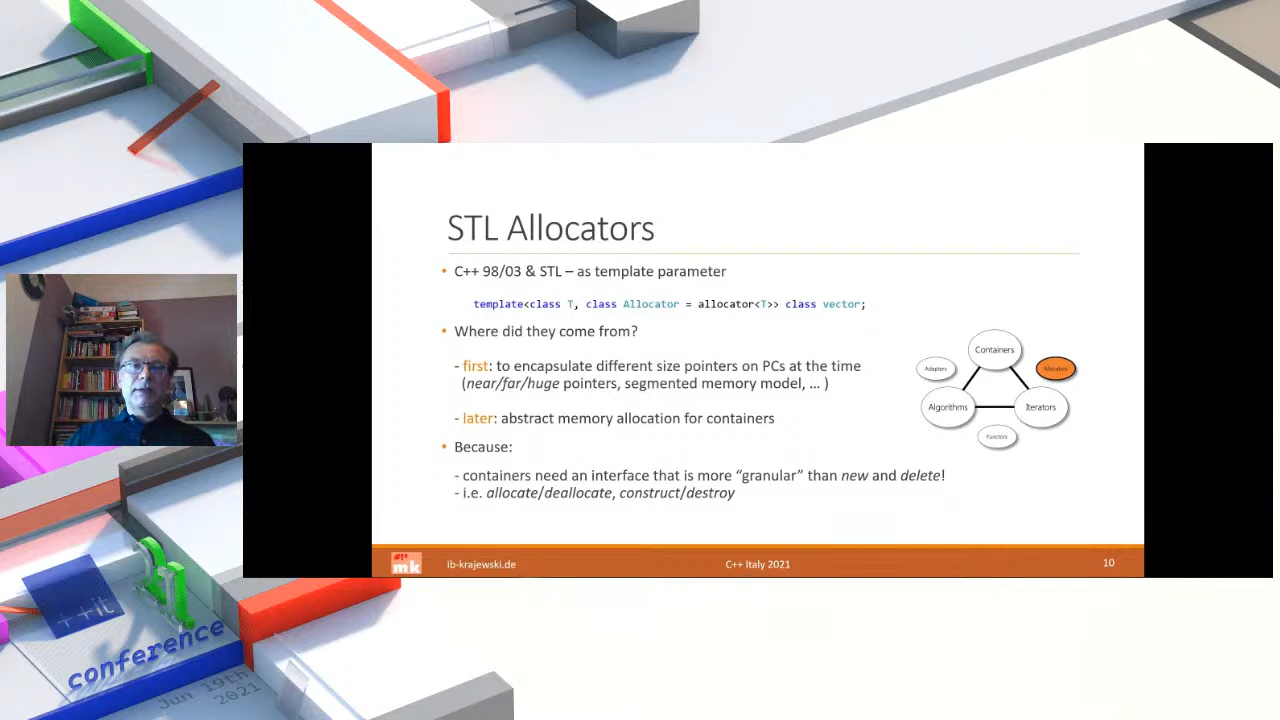 STL Allocators
• C++ 98/03 & STL – as template parameter
template<class T, class Allocator = allocator<T>> class vector;
• Where did they come from?
- first: to encapsulate different size pointers on PCs at the time
(near/far/huge pointers, segmented memory model, … )
- later: abstract memory allocation for containers
• Because:
- containers need an interface that is more “granular” than new and delete!
- i.e. allocate/deallocate, construct/destroy
Containers
Adapters
Allocators
Algorithms
Iterators
Functors
mk
ib-krajewski.de
C++ Italy 2021
10
++it
conference
Jun 19th
2021